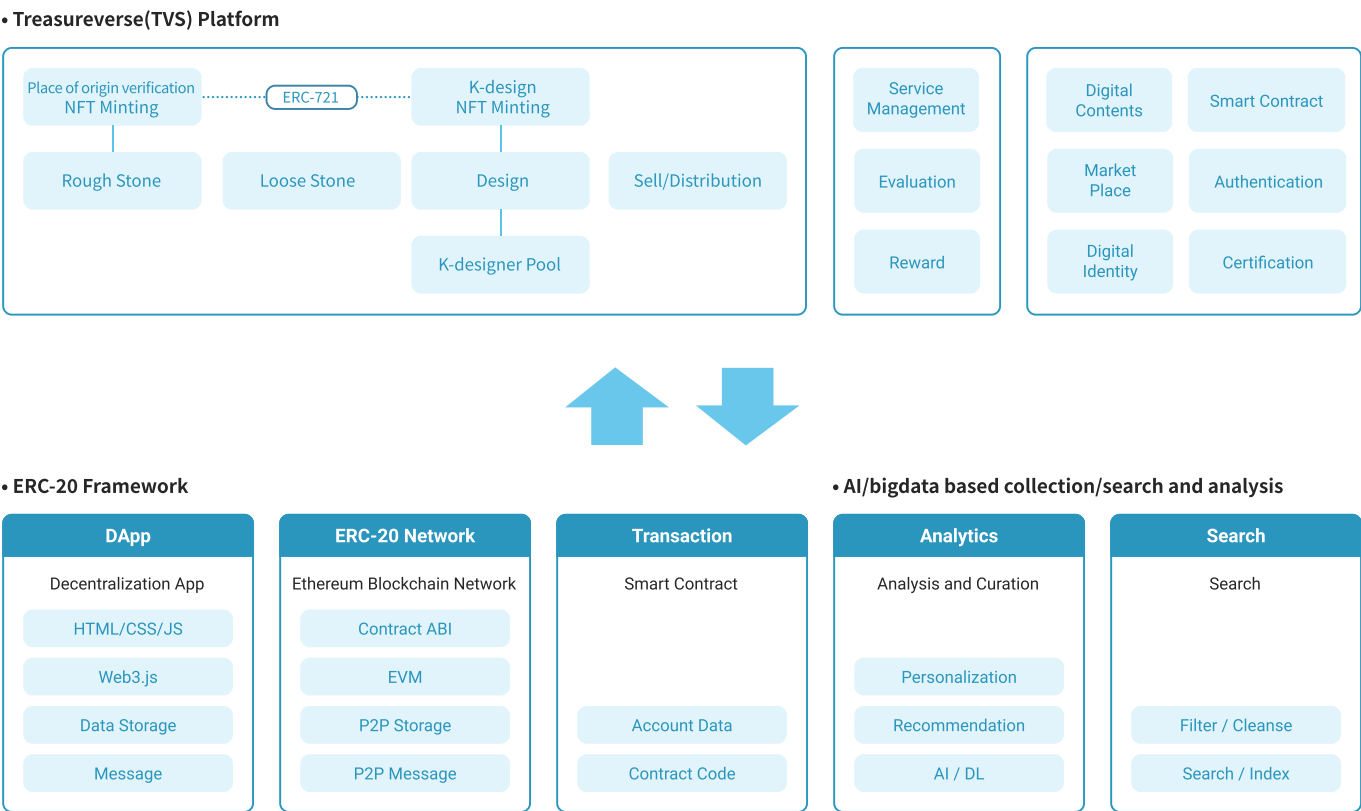 • Treasureverse(TVS) Platform
Place of origin verification
NFT Minting
ERC-721
K-design
NFT Minting
Rough Stone
Loose Stone
Design
Sell/Distribution
K-designer Pool
Service
Management
Evaluation
Reward
Digital
Contents
Smart Contract
Market
Place
Authentication
Digital
Identity
Certification
• ERC-20 Framework
DApp
Decentralization App
HTML/CSS/JS
Web3.js
Data Storage
Message
ERC-20 Network
Ethereum Blockchain Network
Contract ABI
EVM
P2P Storage
P2P Message
Transaction
Smart Contract
Account Data
Contract Code
• AI/bigdata based collection/search and analysis
Analytics
Analysis and Curation
Personalization
Recommendation
AI / DL
Search
Search
Filter / Cleanse
Search / Index